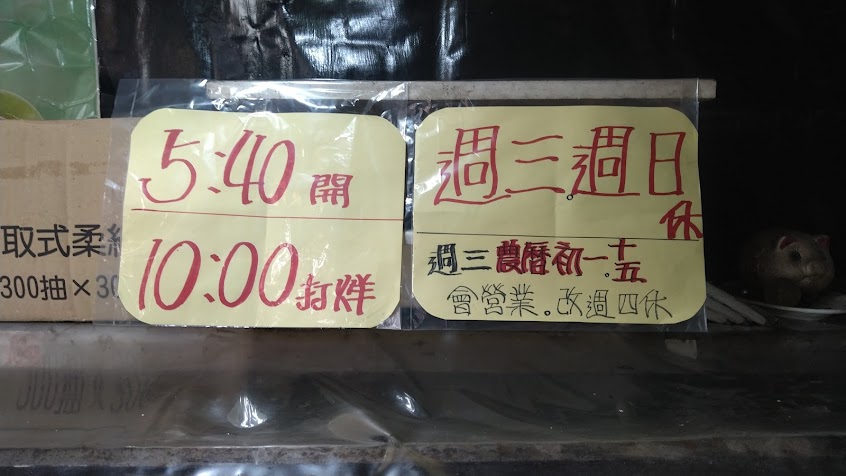 5:40 開
10:00 打烊
週三.週日
休
週三農曆初一.十五
會營業。改週四休
取式柔
300抽×30